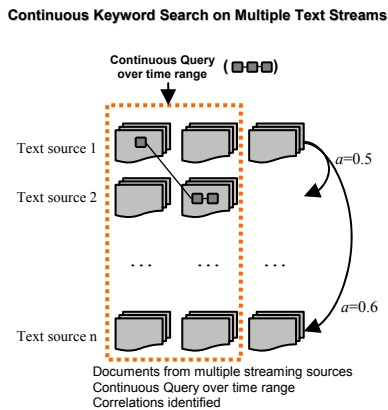 Continuous Keyword Search on Multiple Text Streams
Continuous Query
over time range
( )
Text source 1
a=0.5
Text source 2
... ... ...
a=0.6
Text source n
Documents from multiple streaming sources
Continuous Query over time range
Correlations identified